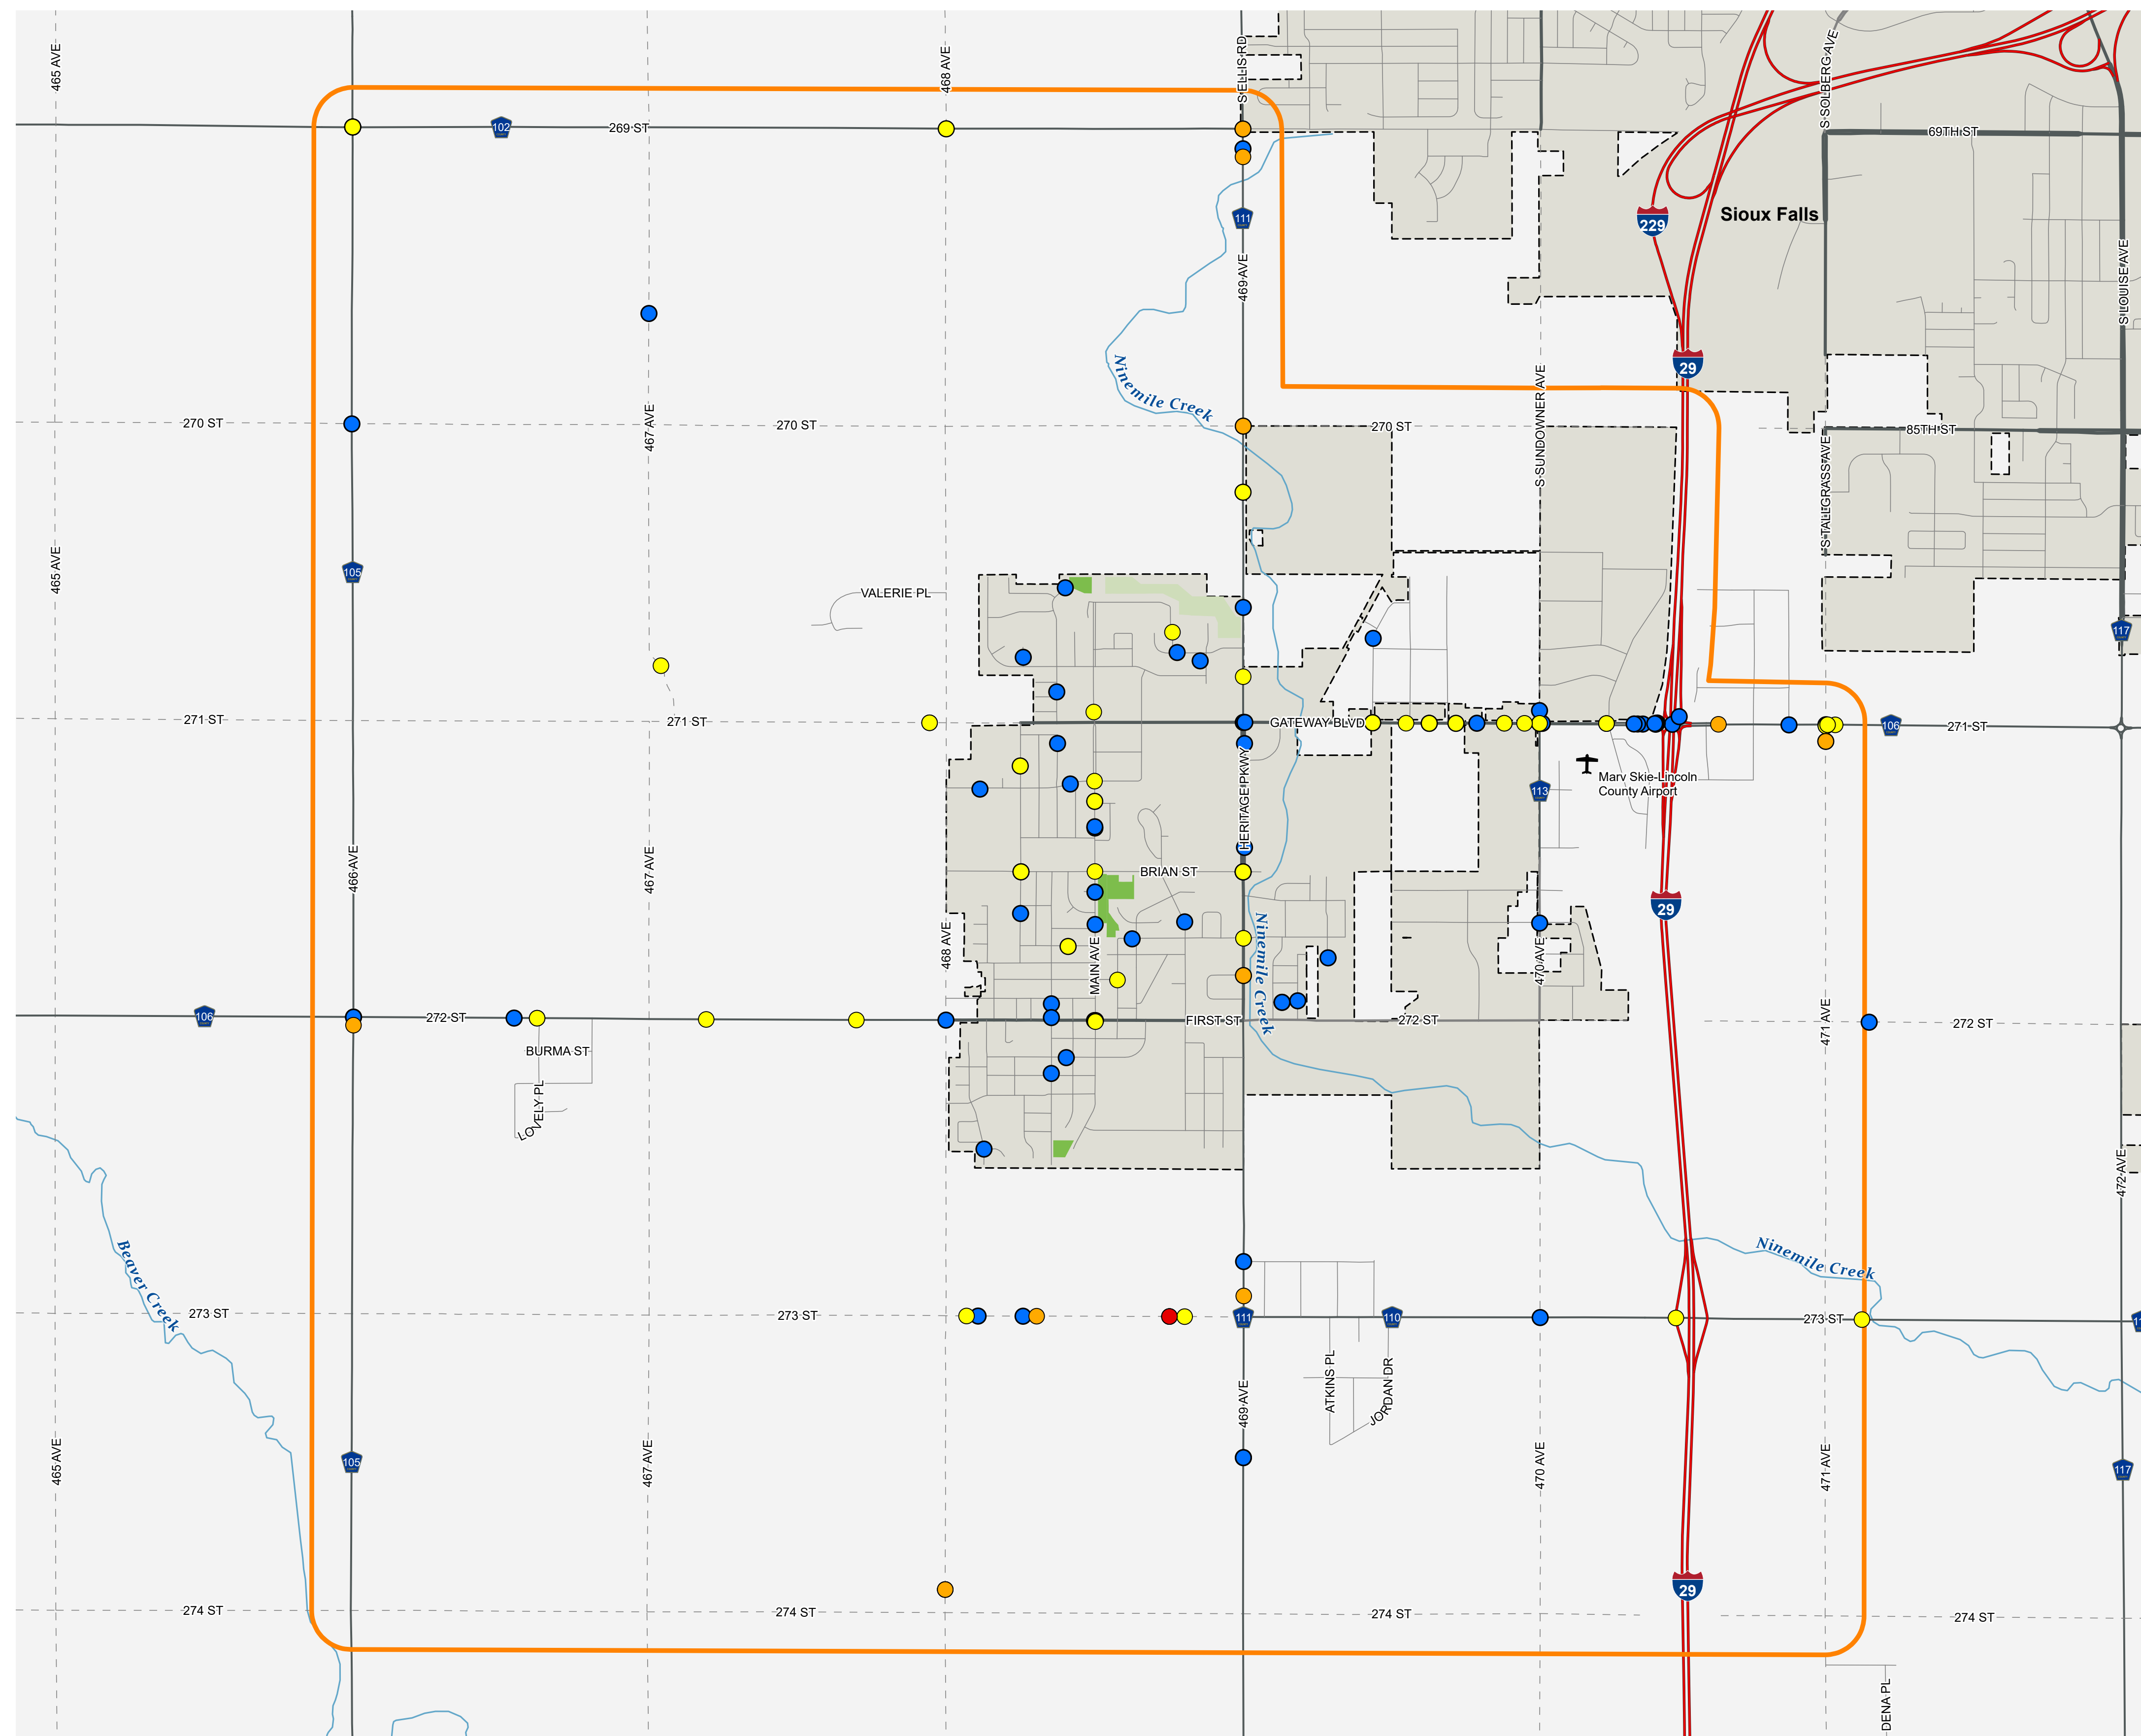 465 AVE
468 AVE
S ELLIS RD
S SOLBERG AVE
102
269 ST
69TH ST
111
229
Sioux Falls
469 AVE
S LOUISE AVE
29
Ninemile Creek
S SUNDOWNER AVE
270 ST
467 AVE
270 ST
270 ST
85TH ST
S TALLGRASS AVE
465 AVE
105
VALERIE PL
117
271 ST
271 ST
GATEWAY BLVD
106
271 ST
HERITAGE PKWY
Marv Skie-Lincoln
County Airport
113
466 AVE
467 AVE
BRIAN ST
29
468 AVE
MAIN AVE
Ninemile Creek
470 AVE
471 AVE
106
272 ST
FIRST ST
272 ST
272 ST
BURMA ST
LOVELY PL
472 AVE
Beaver Creek
Ninemile Creek
273 ST
273 ST
111
110
273 ST
11
ATKINS PL
JORDAN DR
469 AVE
465 AVE
105
467 AVE
470 AVE
471 AVE
117
29
274 ST
274 ST
274 ST
274 ST
DENA PL